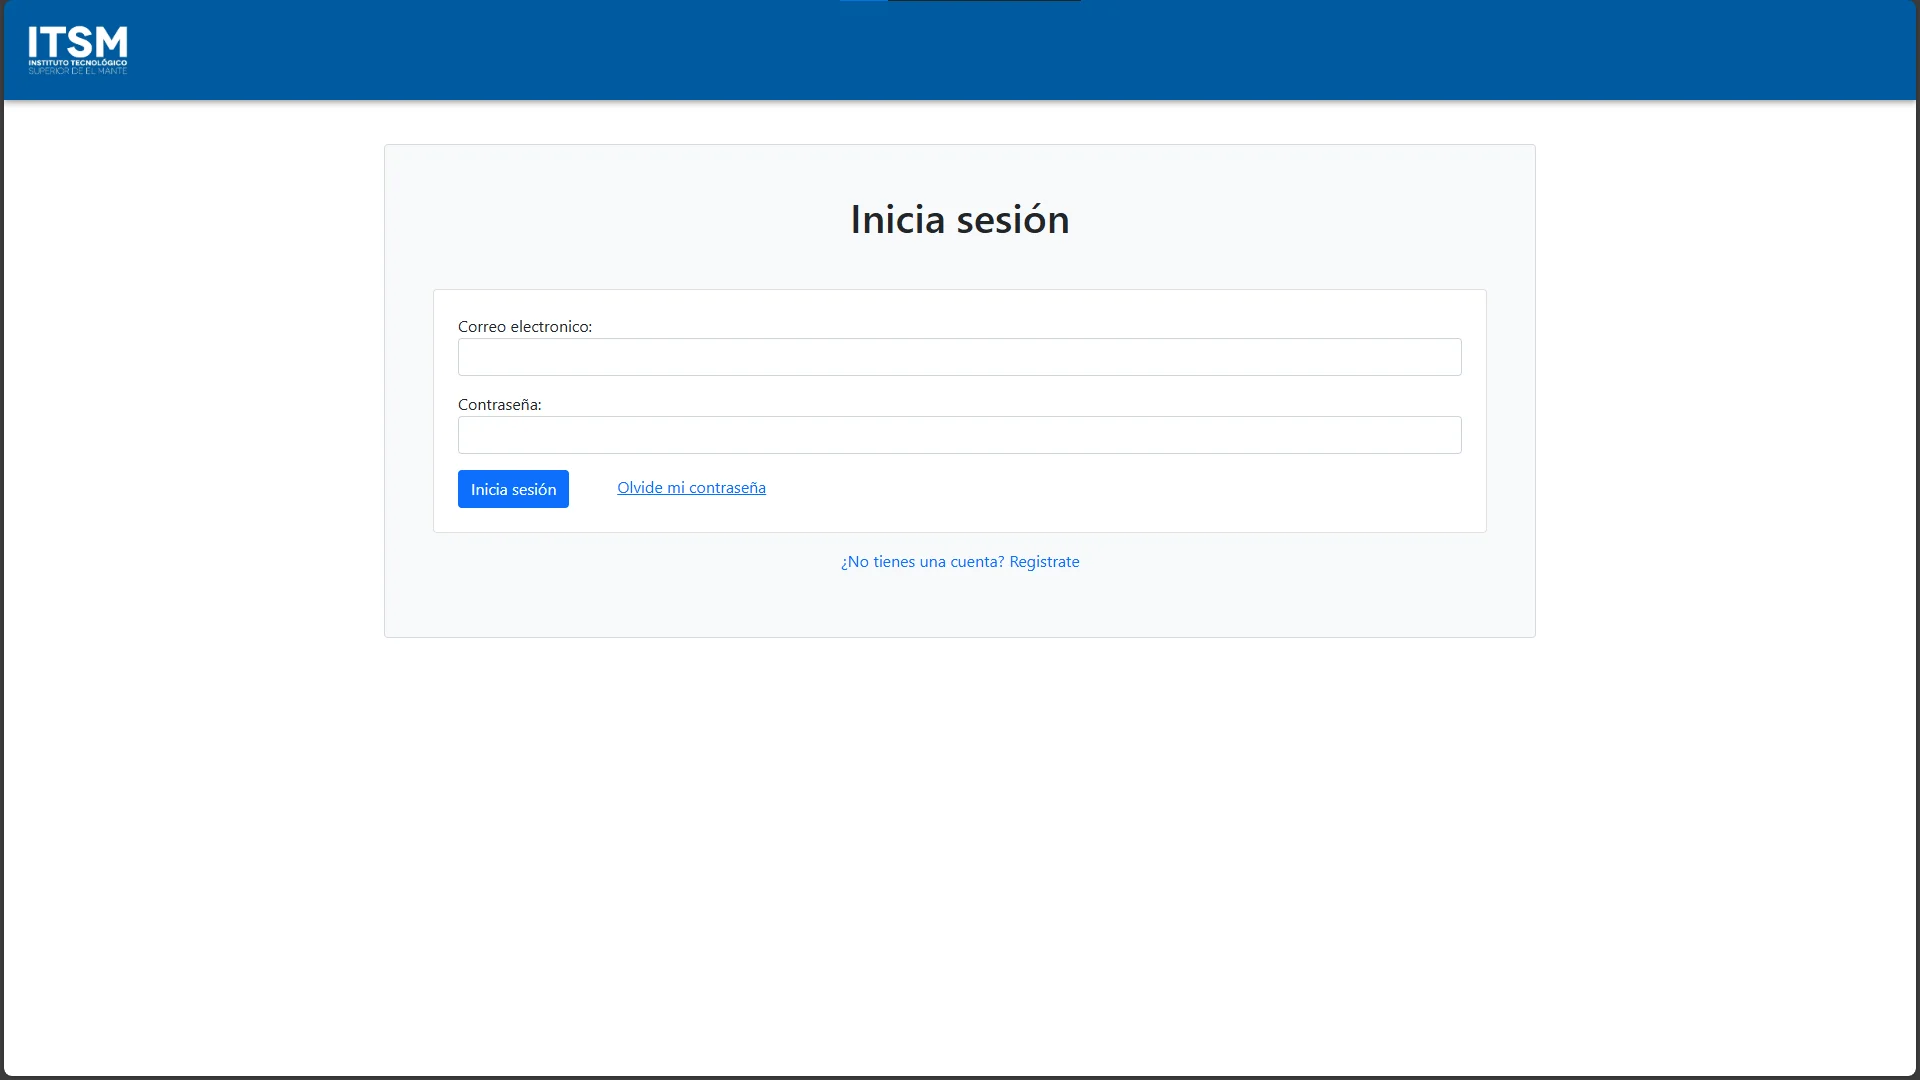 ITSM
INSTITUTO TECNOLÓGICO
SUPERIOR DE EL MANTE
Inicia sesión
Correo electronico:
Contraseña:
Inicia sesión
Olvide mi contraseña
¿No tienes una cuenta? Registrate